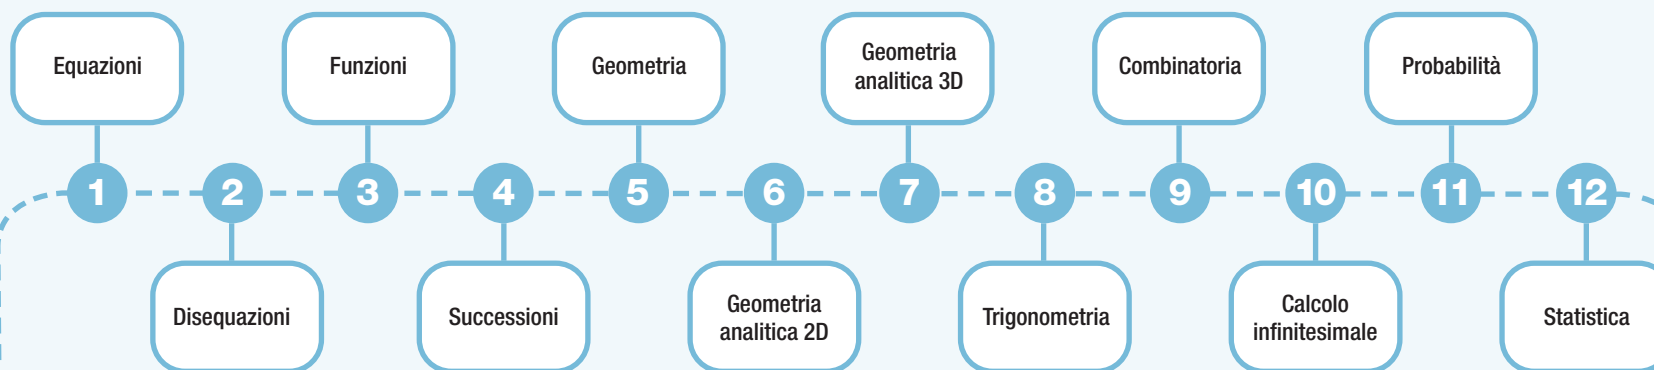 Equazioni
Funzioni
Geometria
Geometria
analitica 3D
Combinatoria
Probabilità
1
2
3
4
5
6
7
8
9
10
11
12
Disequazioni
Successioni
Geometria
analitica 2D
Trigonometria
Calcolo
infinitesimale
Statistica